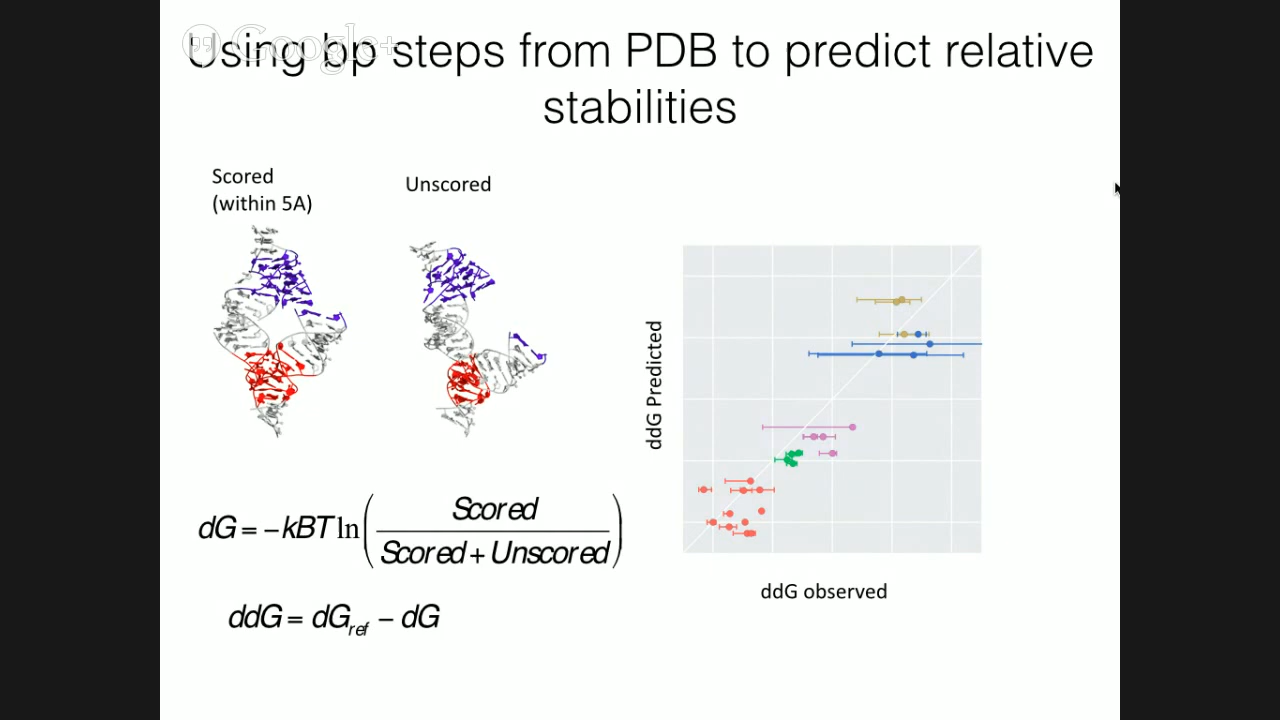 Google+
Using bp steps from PDB to predict relative
stabilities
Scored
(within 5A)
Unscored
ddG Predicted
ddG observed
dG = −kBT ln( Scored / Scored + Unscored )
ddG = dGref − dG